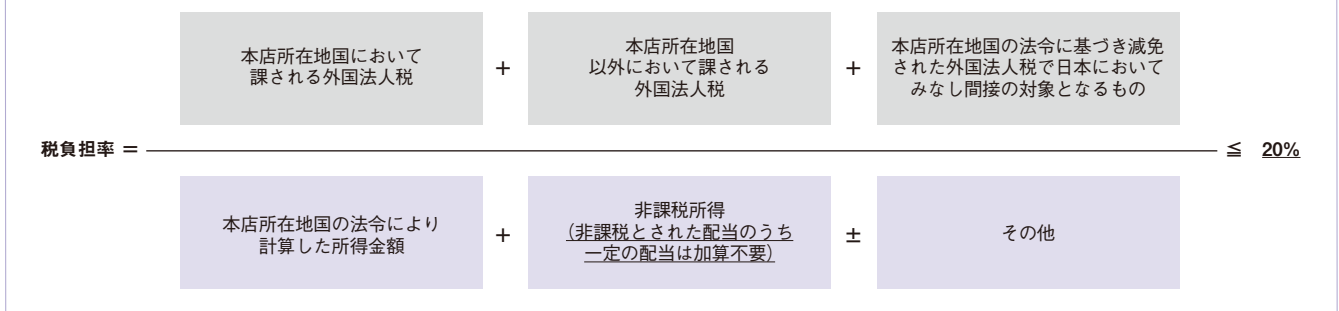 本店所在地国において
課される外国法人税
+
本店所在地国
以外において課される
外国法人税
+
本店所在地国の法令に基づき減免
された外国法人税で日本において
みなし間接の対象となるもの
税負担率 = ≦ 20%
本店所在地国の法令により
計算した所得金額
+
非課税所得
(非課税とされた配当のうち
一定の配当は加算不要)
±
その他